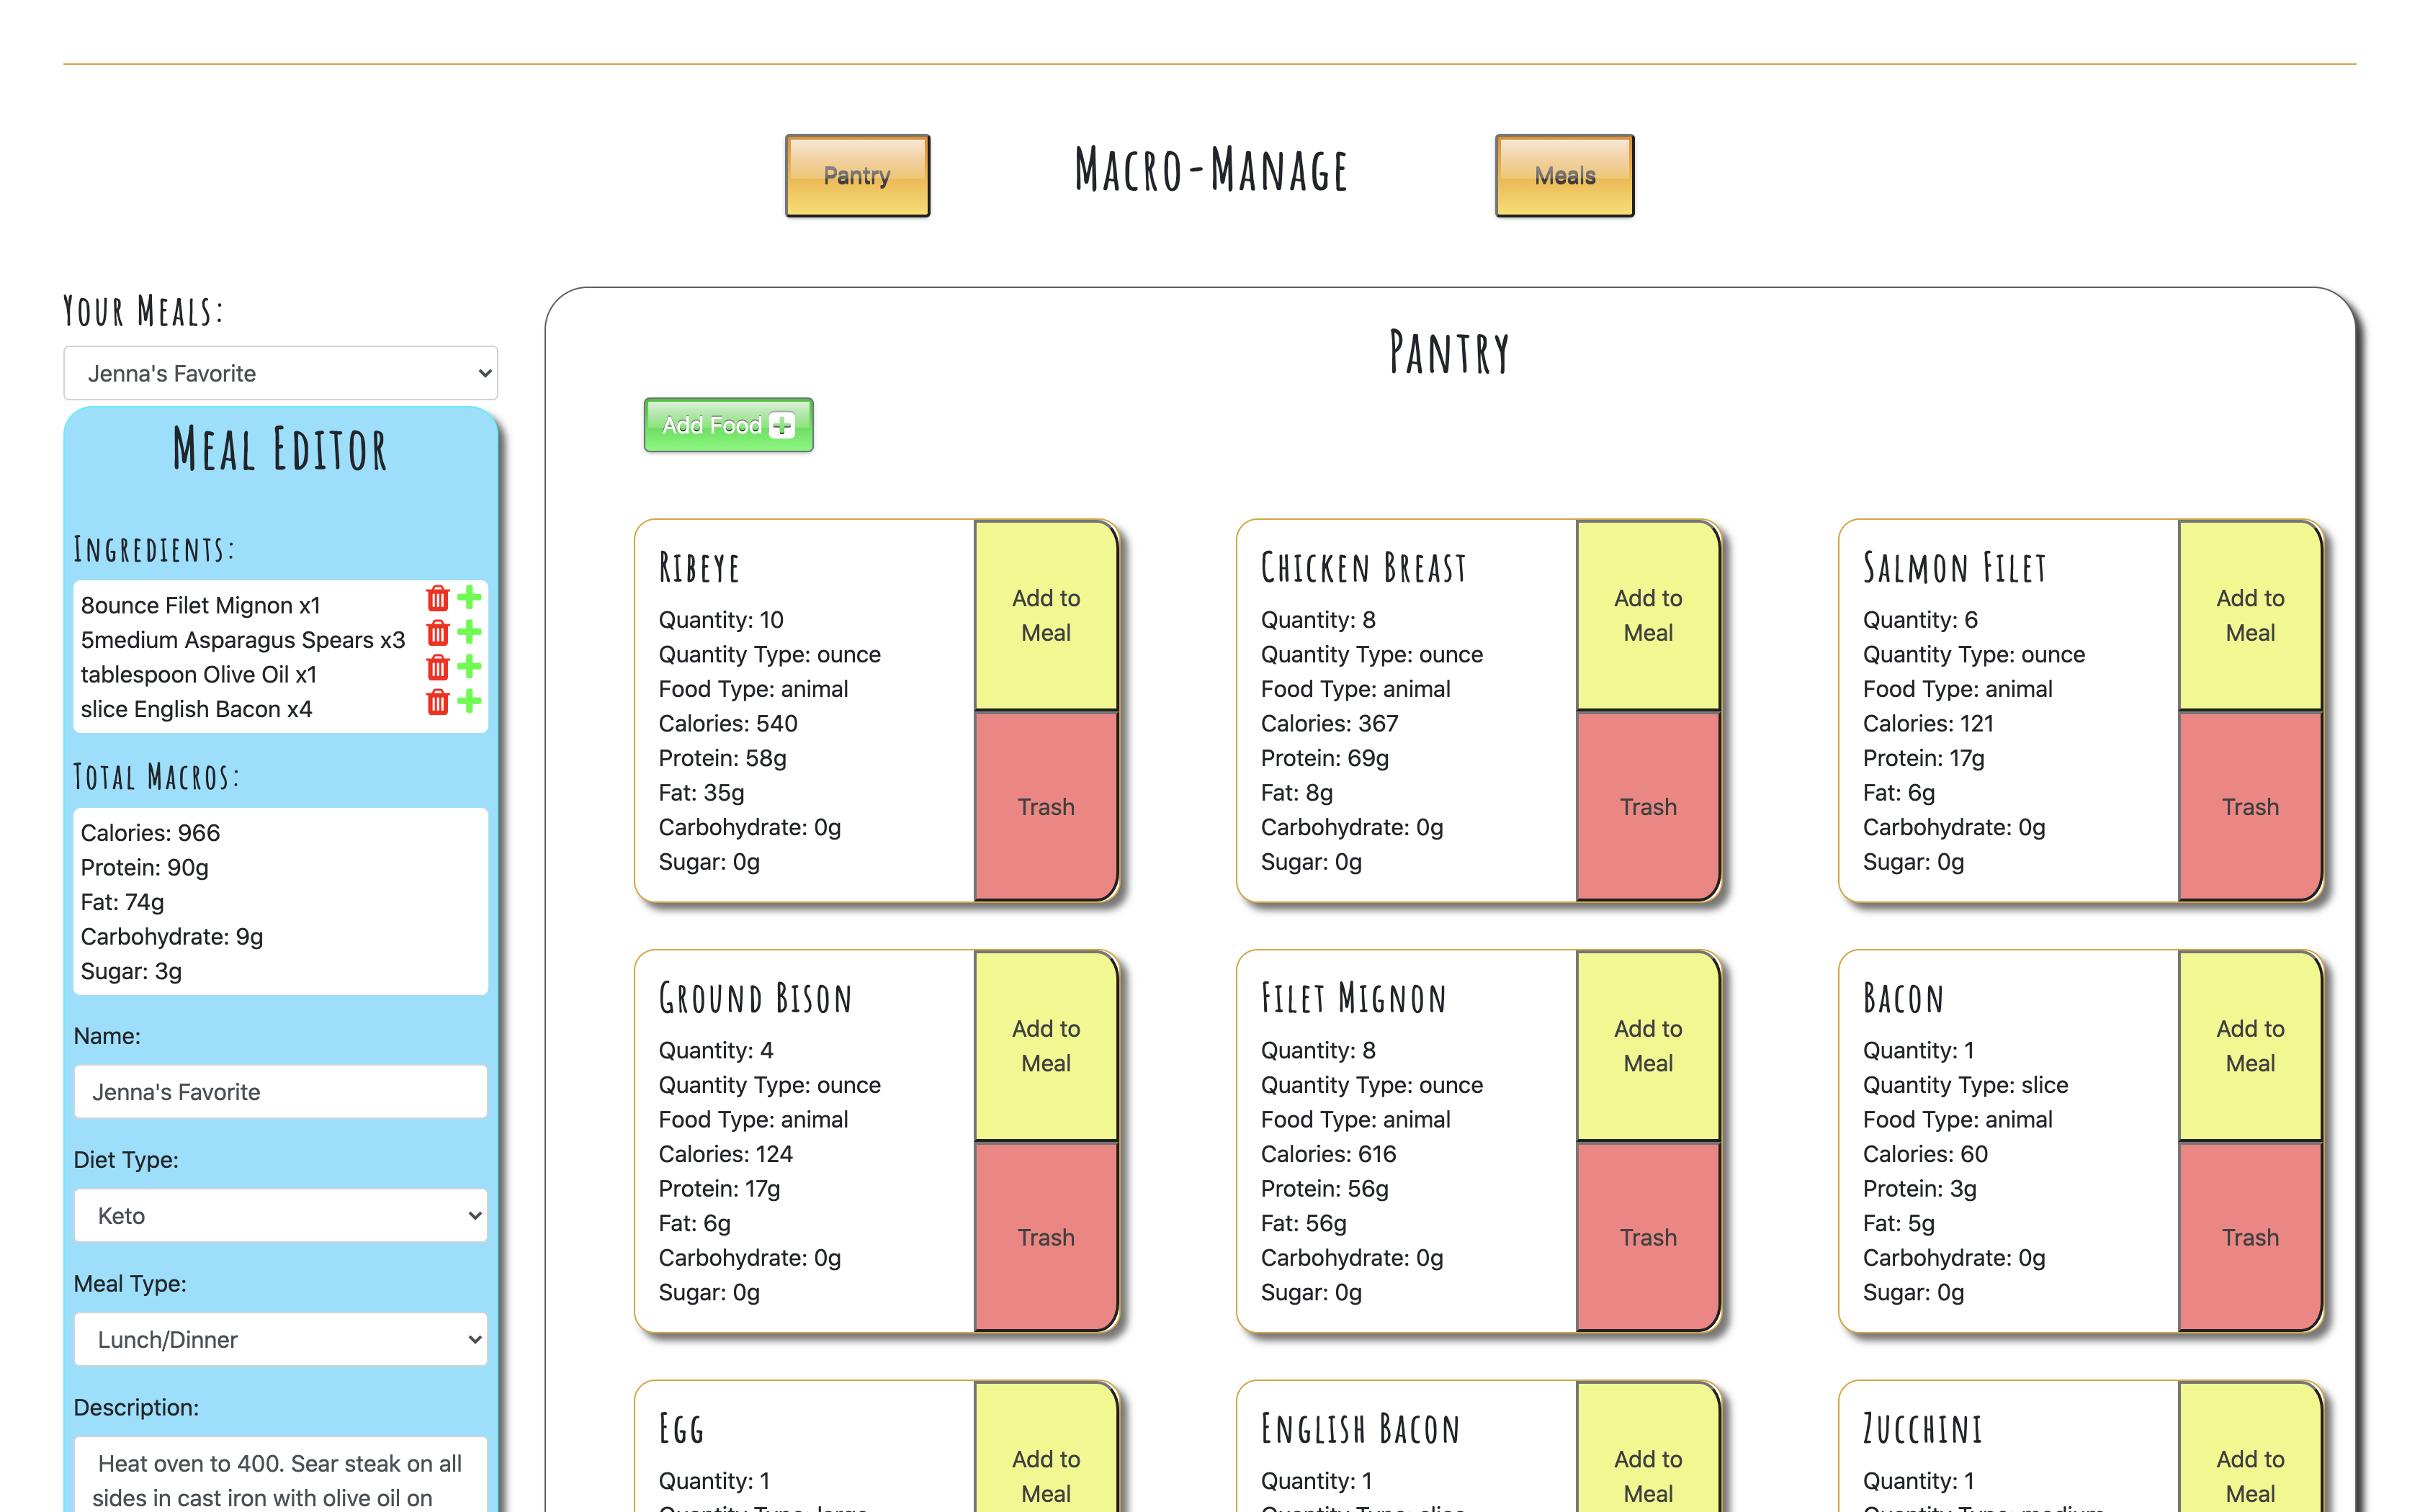 Pantry
Macro-Manage
Meals
Your Meals:
Jenna's Favorite
Meal Editor
Ingredients:
8ounce Filet Mignon x1
5medium Asparagus Spears x3
tablespoon Olive Oil x1
slice English Bacon x4
Total Macros:
Calories: 966
Protein: 90g
Fat: 74g
Carbohydrate: 9g
Sugar: 3g
Name:
Jenna's Favorite
Diet Type:
Keto
Meal Type:
Lunch/Dinner
Description:
Heat oven to 400. Sear steak on all
sides in cast iron with olive oil on
Pantry
Add Food
Ribeye
Quantity: 10
Quantity Type: ounce
Food Type: animal
Calories: 540
Protein: 58g
Fat: 35g
Carbohydrate: 0g
Sugar: 0g
Add to
Meal
Trash
Chicken Breast
Quantity: 8
Quantity Type: ounce
Food Type: animal
Calories: 367
Protein: 69g
Fat: 8g
Carbohydrate: 0g
Sugar: 0g
Add to
Meal
Trash
Salmon Filet
Quantity: 6
Quantity Type: ounce
Food Type: animal
Calories: 121
Protein: 17g
Fat: 6g
Carbohydrate: 0g
Sugar: 0g
Add to
Meal
Trash
Ground Bison
Quantity: 4
Quantity Type: ounce
Food Type: animal
Calories: 124
Protein: 17g
Fat: 6g
Carbohydrate: 0g
Sugar: 0g
Add to
Meal
Trash
Filet Mignon
Quantity: 8
Quantity Type: ounce
Food Type: animal
Calories: 616
Protein: 56g
Fat: 56g
Carbohydrate: 0g
Sugar: 0g
Add to
Meal
Trash
Bacon
Quantity: 1
Quantity Type: slice
Food Type: animal
Calories: 60
Protein: 3g
Fat: 5g
Carbohydrate: 0g
Sugar: 0g
Add to
Meal
Trash
Egg
Quantity: 1
Quantity Type: large
Add to
Meal
English Bacon
Quantity: 1
Quantity Type: slice
Add to
Meal
Zucchini
Quantity: 1
Quantity Type: medium
Add to
Meal